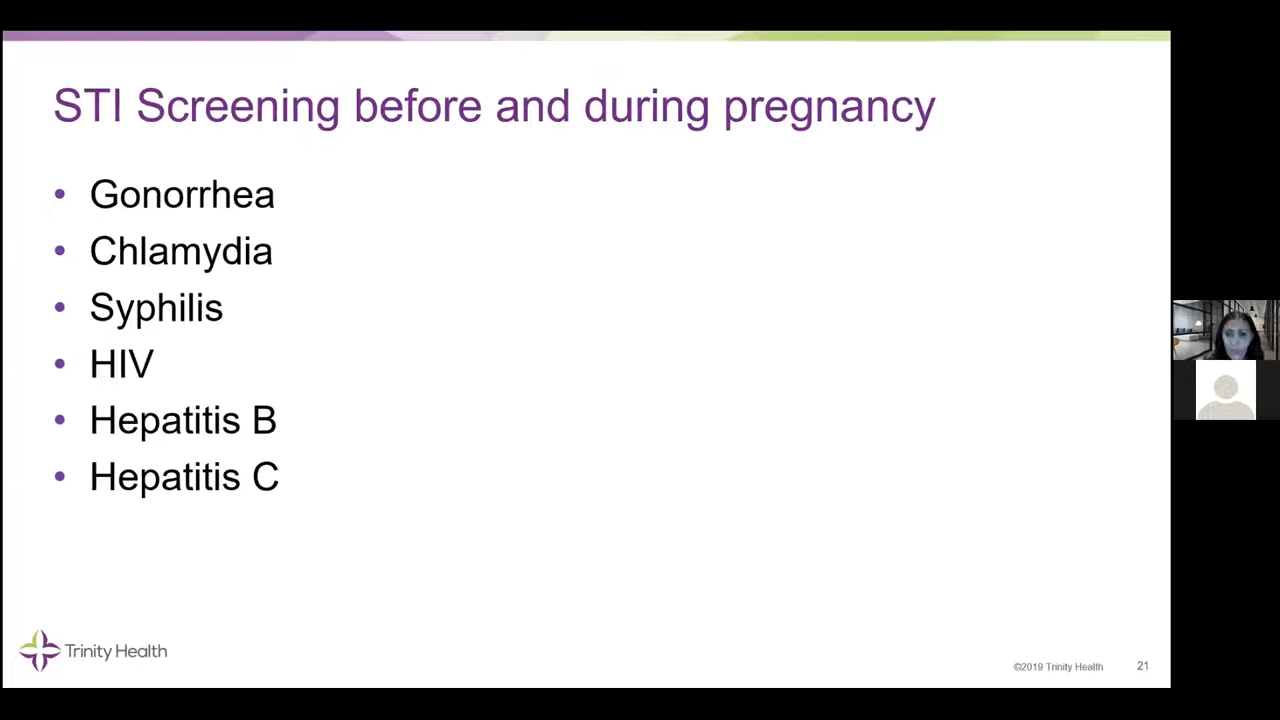 STI Screening before and during pregnancy
• Gonorrhea
• Chlamydia
• Syphilis
• HIV
• Hepatitis B
• Hepatitis C
Trinity Health
©2019 Trinity Health 21